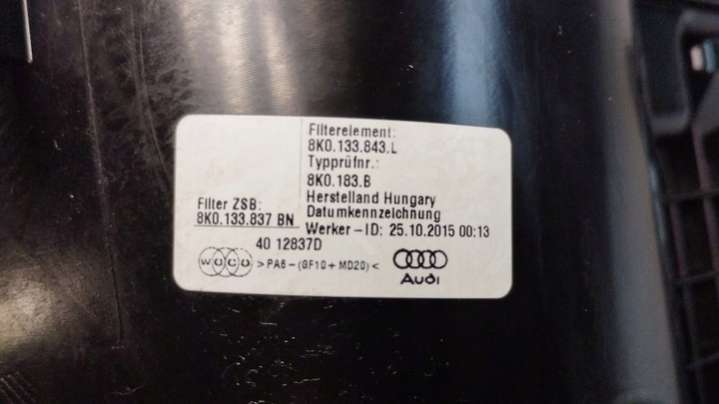 Filterelement:
8K0.133.843.L
Typprüfnr.:
8K0.183.B
Filter ZSB:
8K0.133.837 BN
Herstelland Hungary
Datumkennzeichnung
Werker-ID: 25.10.2015 00:13
40 12837D
WOCO >PA6-(GF10+MD20)<
Audi